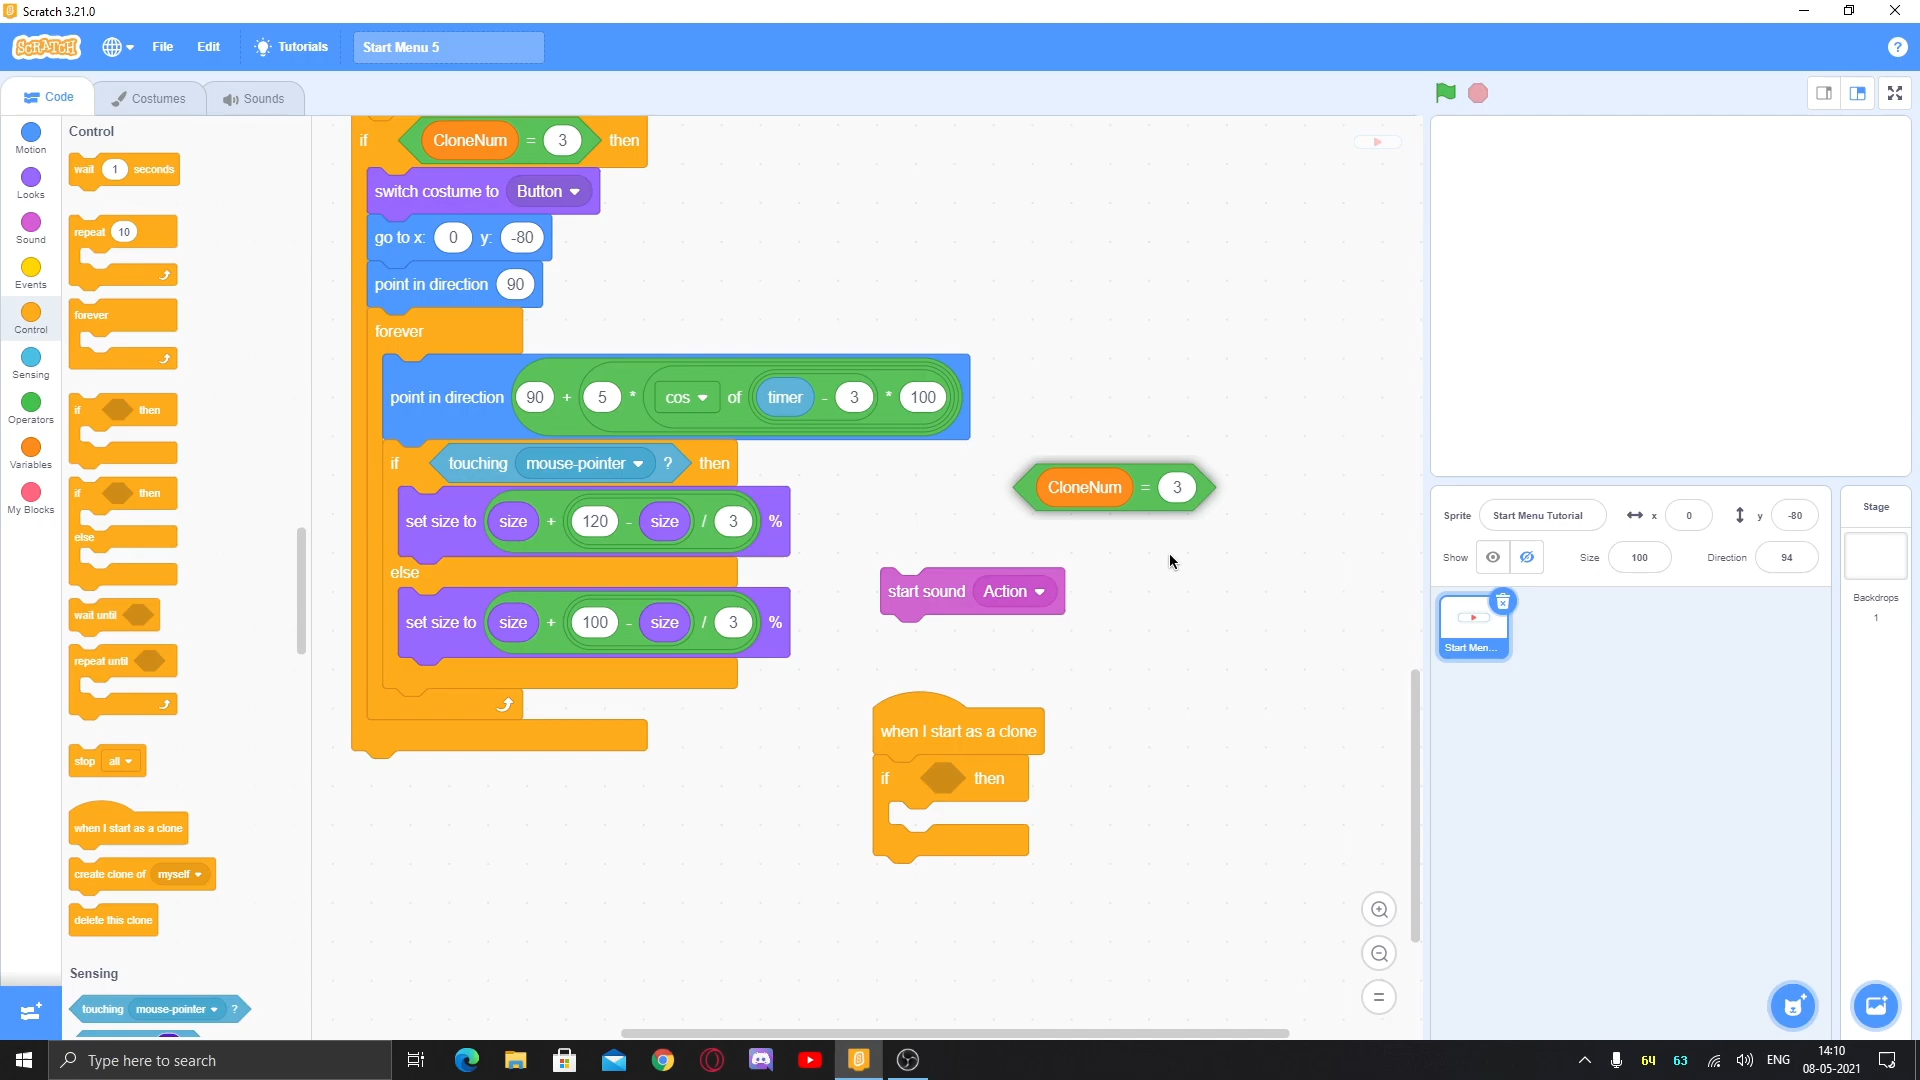 Scratch 3.21.0
SCRATCH File Edit Tutorials Start Menu 5
Code Costumes Sounds
Motion
Looks
Sound
Events
Control
Sensing
Operators
Variables
My Blocks
Control
wait 1 seconds
repeat 10
forever
if then
if then
else
wait until
repeat until
stop all
when I start as a clone
create clone of myself
delete this clone
Sensing
touching mouse-pointer ?
if CloneNum = 3 then
switch costume to Button
go to x: 0 y: -80
point in direction 90
forever
point in direction 90 + 5 * cos of timer - 3 * 100
if touching mouse-pointer ? then
set size to size + 120 - size / 3 %
else
set size to size + 100 - size / 3 %
CloneNum = 3
start sound Action
when I start as a clone
if then
Sprite Start Menu Tutorial x 0 y -80
Show Size 100 Direction 94
Start Men...
Stage
Backdrops
1
Type here to search
64 63 ENG
14:10
08-05-2021